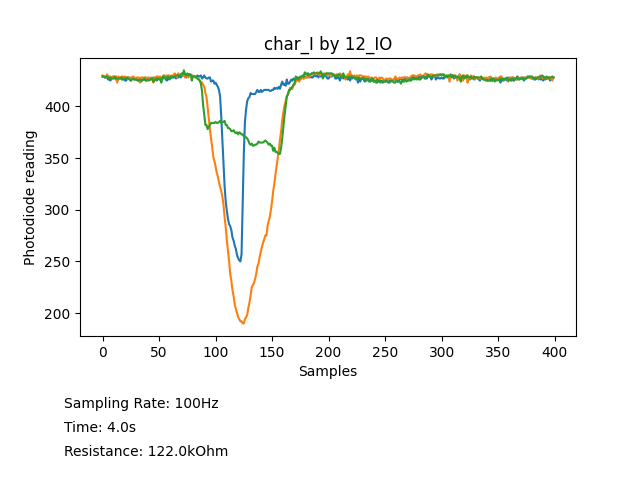 char_I by 12_IO
Photodiode reading
400
350
300
250
200
0 50 100 150 200 250 300 350 400
Samples
Sampling Rate: 100Hz
Time: 4.0s
Resistance: 122.0kOhm